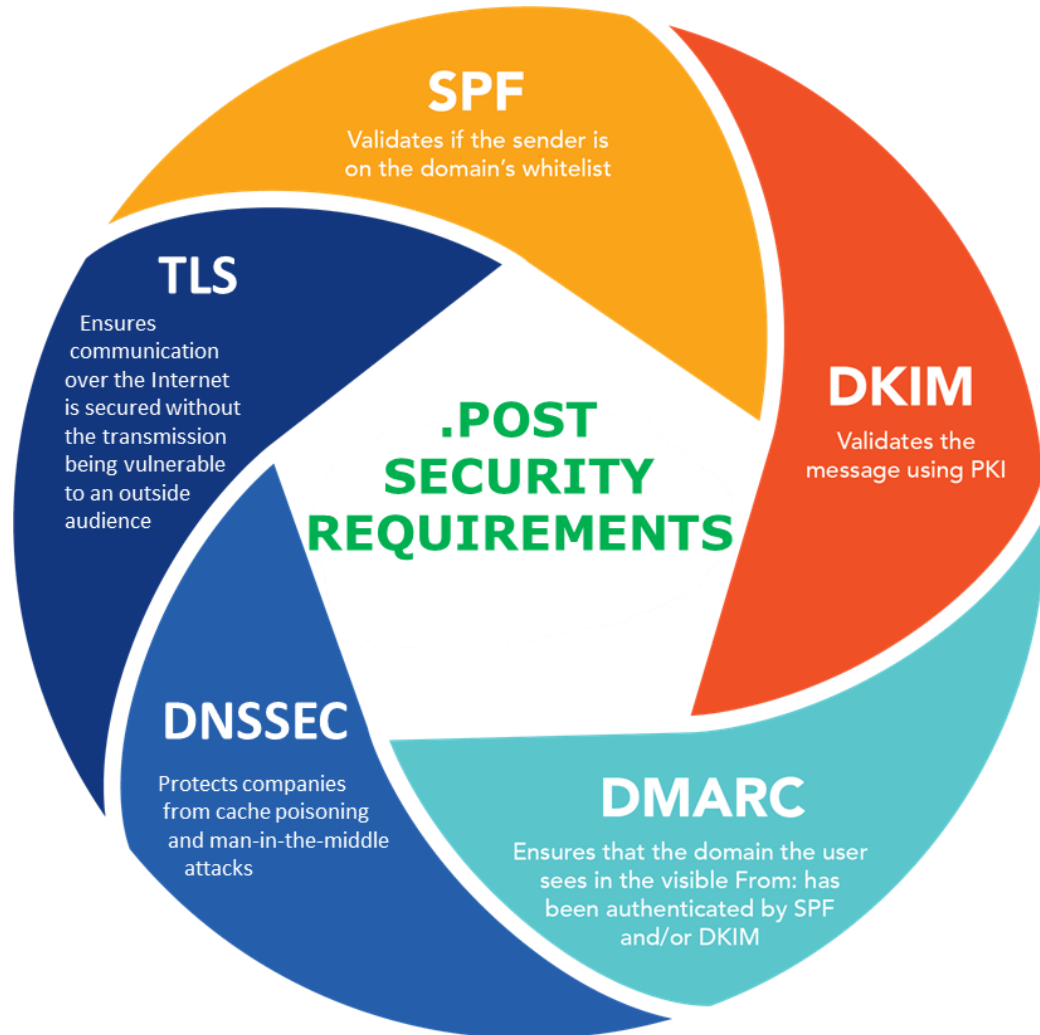 SPF
Validates if the sender is
on the domain's whitelist
DKIM
Validates the
message using PKI
DMARC
Ensures that the domain the user
sees in the visible From: has
been authenticated by SPF
and/or DKIM
DNSSEC
Protects companies
from cache poisoning
and man-in-the-middle
attacks
TLS
Ensures
communication
over the Internet
is secured without
the transmission
being vulnerable
to an outside
audience
.POST
SECURITY
REQUIREMENTS